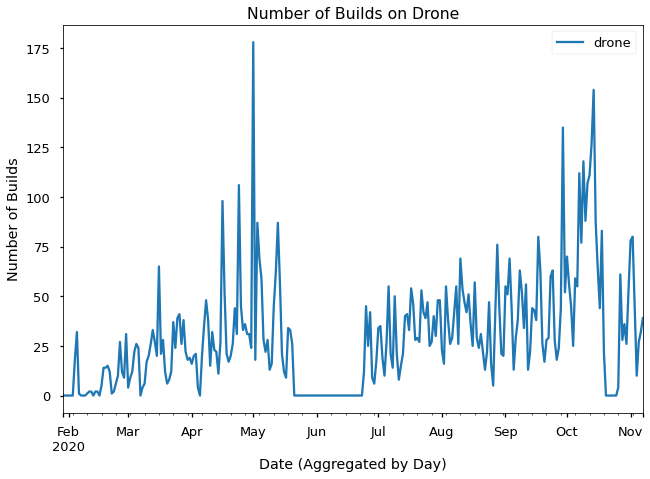 Number of Builds on Drone
drone
Number of Builds
175
150
125
100
75
50
25
0
Feb Mar Apr May Jun Jul Aug Sep Oct Nov
2020
Date (Aggregated by Day)